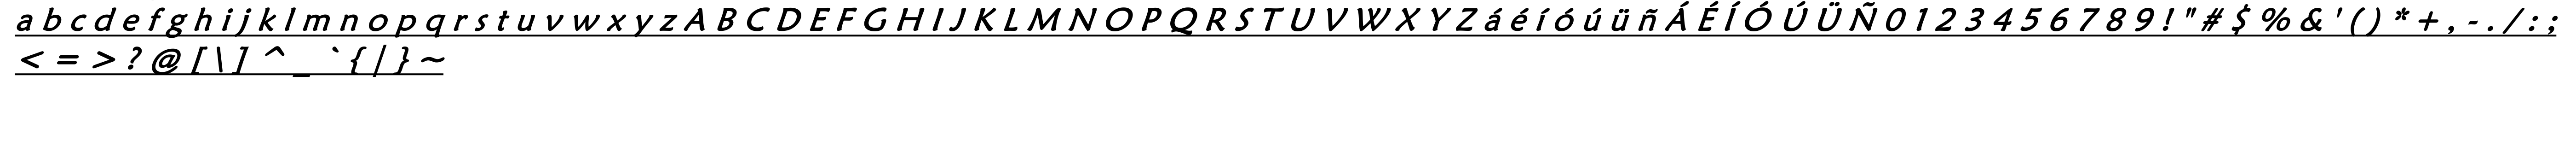 a b c d e f g h i j k l m n o p q r s t u v w x y z A B C D E F G H I J K L M N O P Q R S T U V W X Y Z á é í ó ú ü ñ Á É Í Ó Ú Ü Ñ 0 1 2 3 4 5 6 7 8 9 ! " # $ % & ' ( ) * + , - . / : ;
< = > ? @ [ \ ] ^ _ ` { | } ~